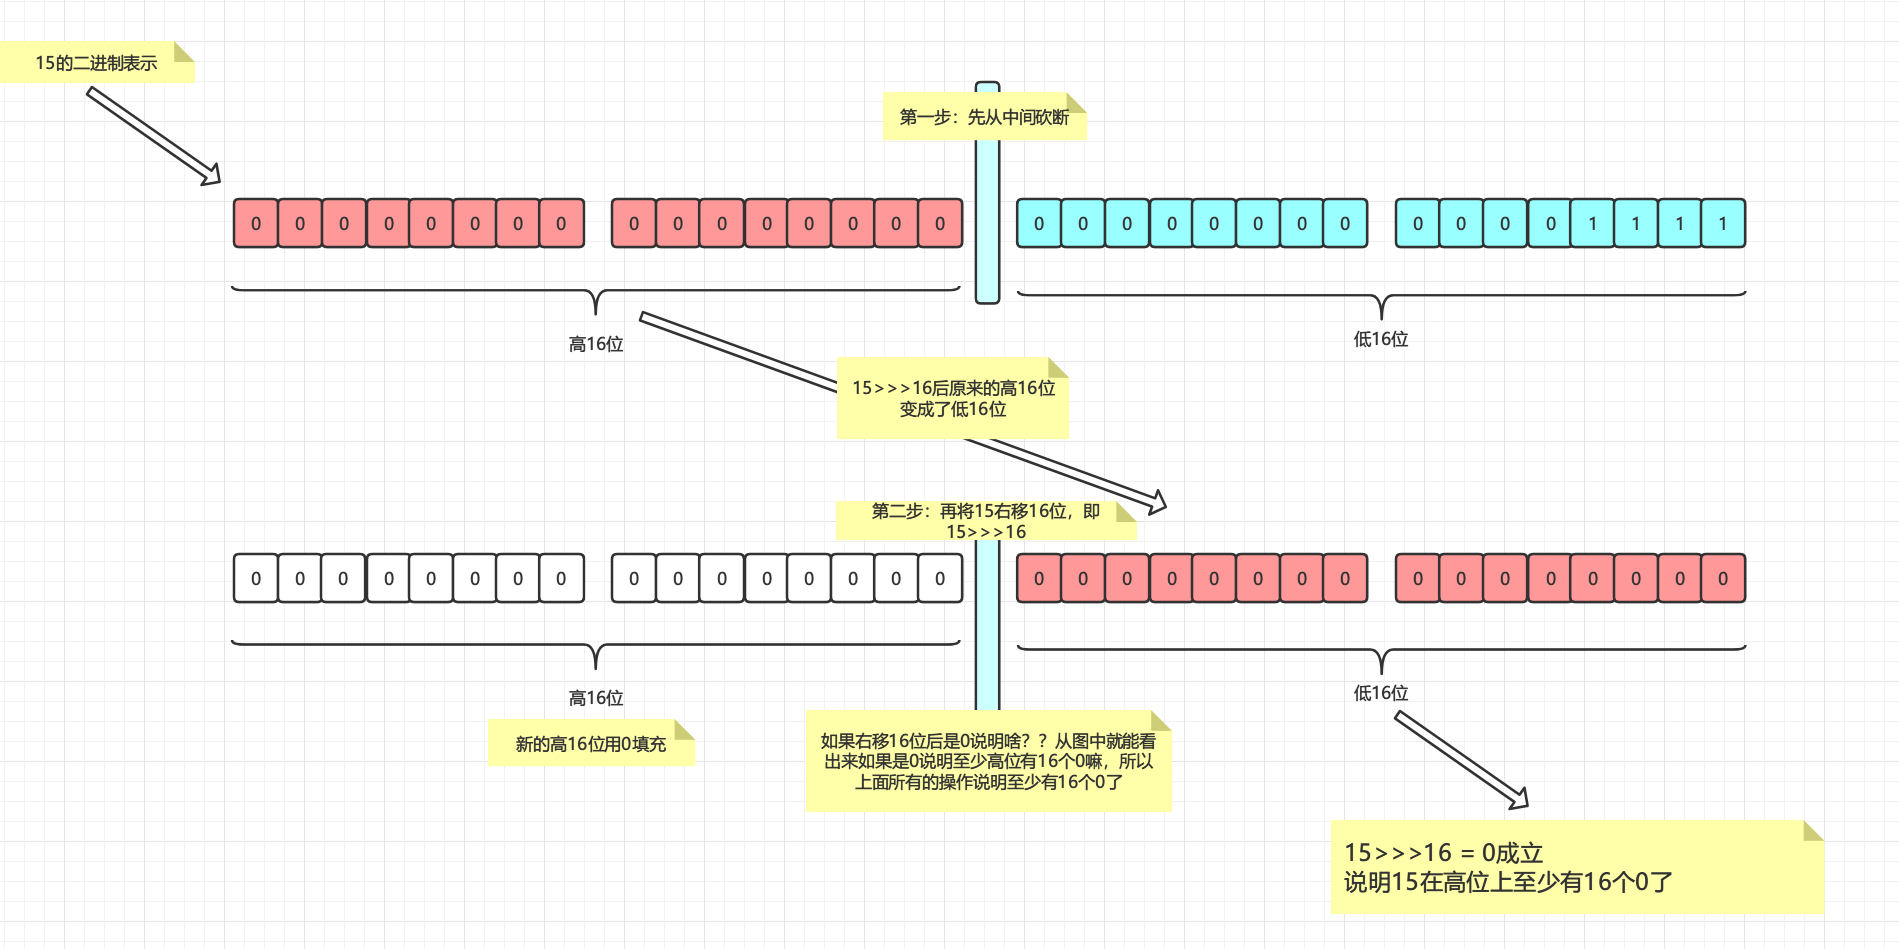 15的二进制表示
第一步：先从中间砍断
0 0 0 0 0 0 0 0 0 0 0 0 0 0 0 0 0 0 0 0 0 0 0 0 0 0 0 0 1 1 1 1
高16位
低16位
15>>>16后原来的高16位
变成了低16位
第二步：再将15右移16位，即
15>>>16
0 0 0 0 0 0 0 0 0 0 0 0 0 0 0 0 0 0 0 0 0 0 0 0 0 0 0 0 0 0 0 0
高16位
低16位
新的高16位用0填充
如果右移16位后是0说明啥？？从图中就能看
出来如果是0说明至少高位有16个0嘛，所以
上面所有的操作说明至少有16个0了
15>>>16 = 0成立
说明15在高位上至少有16个0了